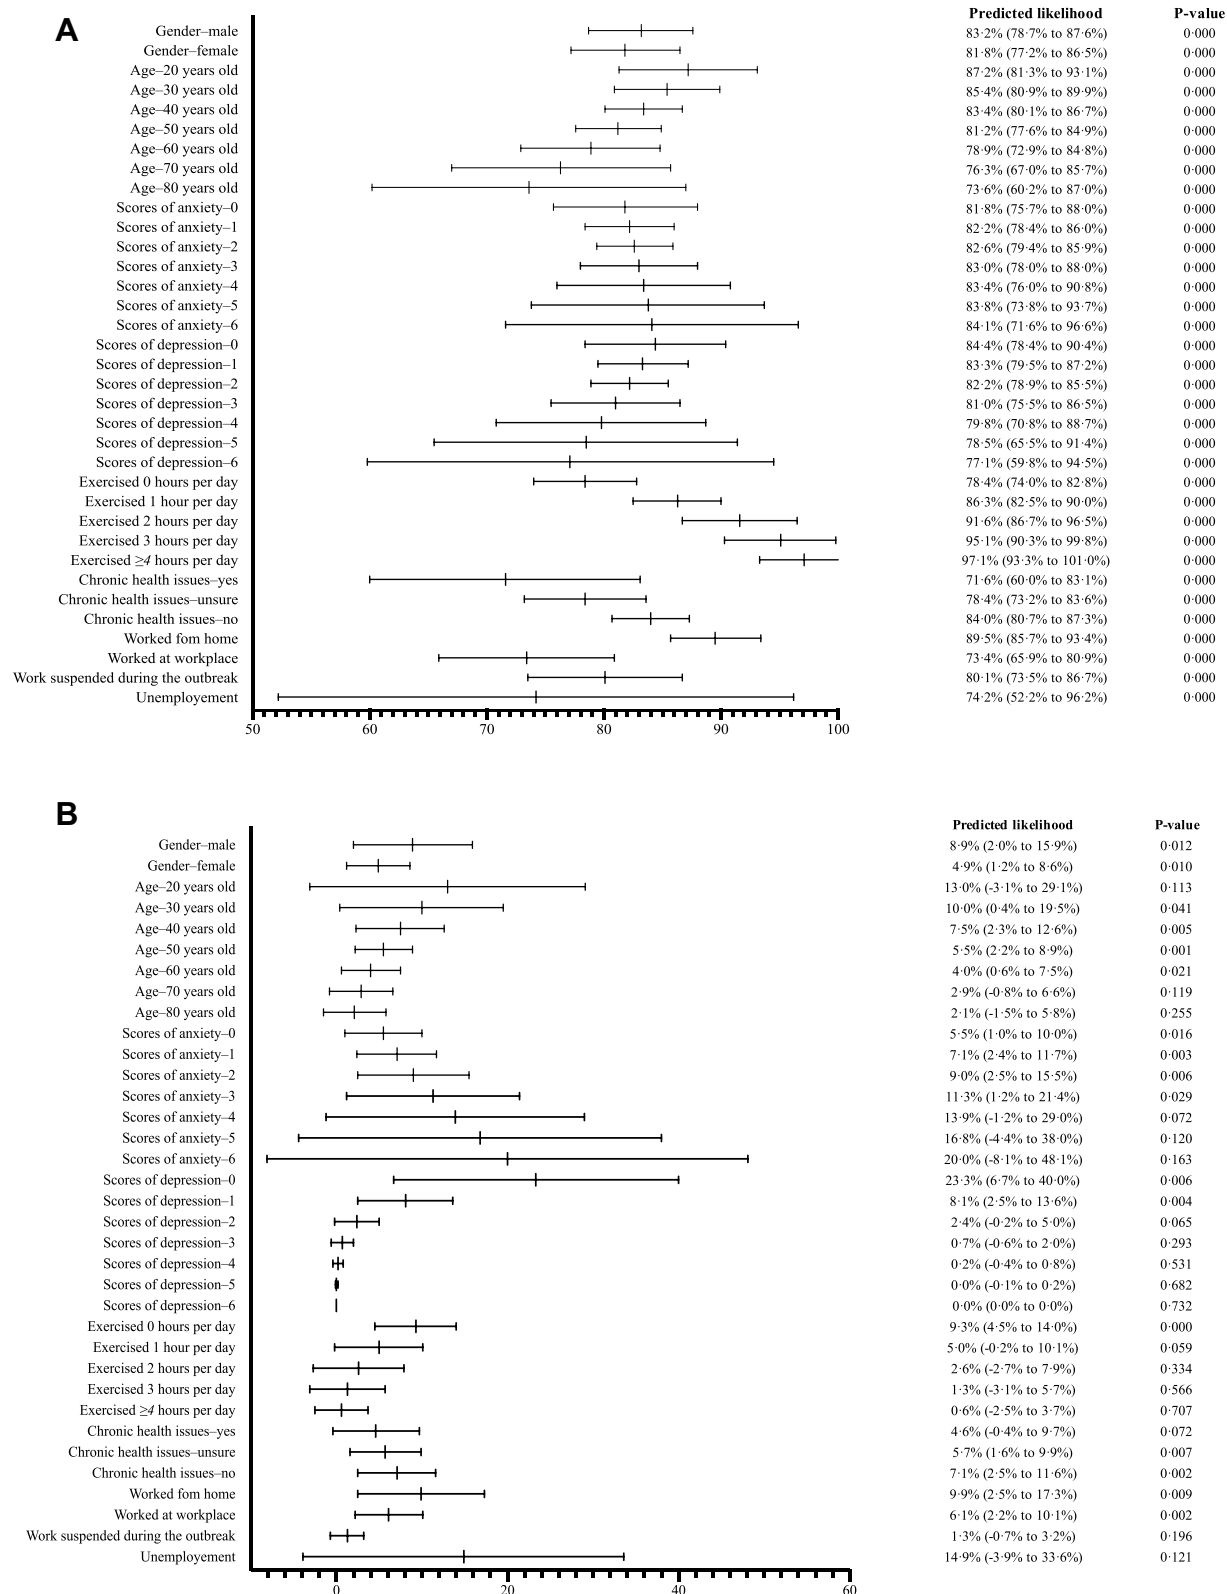 A
Predicted likelihood P-value
Gender–male 83·2% (78·7% to 87·6%) 0·000
Gender–female 81·8% (77·2% to 86·5%) 0·000
Age–20 years old 87·2% (81·3% to 93·1%) 0·000
Age–30 years old 85·4% (80·9% to 89·9%) 0·000
Age–40 years old 83·4% (80·1% to 86·7%) 0·000
Age–50 years old 81·2% (77·6% to 84·9%) 0·000
Age–60 years old 78·9% (72·9% to 84·8%) 0·000
Age–70 years old 76·3% (67·0% to 85·7%) 0·000
Age–80 years old 73·6% (60·2% to 87·0%) 0·000
Scores of anxiety–0 81·8% (75·7% to 88·0%) 0·000
Scores of anxiety–1 82·2% (78·4% to 86·0%) 0·000
Scores of anxiety–2 82·6% (79·4% to 85·9%) 0·000
Scores of anxiety–3 83·0% (78·0% to 88·0%) 0·000
Scores of anxiety–4 83·4% (76·0% to 90·8%) 0·000
Scores of anxiety–5 83·8% (73·8% to 93·7%) 0·000
Scores of anxiety–6 84·1% (71·6% to 96·6%) 0·000
Scores of depression–0 84·4% (78·4% to 90·4%) 0·000
Scores of depression–1 83·3% (79·5% to 87·2%) 0·000
Scores of depression–2 82·2% (78·9% to 85·5%) 0·000
Scores of depression–3 81·0% (75·5% to 86·5%) 0·000
Scores of depression–4 79·8% (70·8% to 88·7%) 0·000
Scores of depression–5 78·5% (65·5% to 91·4%) 0·000
Scores of depression–6 77·1% (59·8% to 94·5%) 0·000
Exercised 0 hours per day 78·4% (74·0% to 82·8%) 0·000
Exercised 1 hour per day 86·3% (82·5% to 90·0%) 0·000
Exercised 2 hours per day 91·6% (86·7% to 96·5%) 0·000
Exercised 3 hours per day 95·1% (90·3% to 99·8%) 0·000
Exercised ≥4 hours per day 97·1% (93·3% to 101·0%) 0·000
Chronic health issues–yes 71·6% (60·0% to 83·1%) 0·000
Chronic health issues–unsure 78·4% (73·2% to 83·6%) 0·000
Chronic health issues–no 84·0% (80·7% to 87·3%) 0·000
Worked fom home 89·5% (85·7% to 93·4%) 0·000
Worked at workplace 73·4% (65·9% to 80·9%) 0·000
Work suspended during the outbreak 80·1% (73·5% to 86·7%) 0·000
Unemployement 74·2% (52·2% to 96·2%) 0·000
50 60 70 80 90 100
B
Predicted likelihood P-value
Gender–male 8·9% (2·0% to 15·9%) 0·012
Gender–female 4·9% (1·2% to 8·6%) 0·010
Age–20 years old 13·0% (-3·1% to 29·1%) 0·113
Age–30 years old 10·0% (0·4% to 19·5%) 0·041
Age–40 years old 7·5% (2·3% to 12·6%) 0·005
Age–50 years old 5·5% (2·2% to 8·9%) 0·001
Age–60 years old 4·0% (0·6% to 7·5%) 0·021
Age–70 years old 2·9% (-0·8% to 6·6%) 0·119
Age–80 years old 2·1% (-1·5% to 5·8%) 0·255
Scores of anxiety–0 5·5% (1·0% to 10·0%) 0·016
Scores of anxiety–1 7·1% (2·4% to 11·7%) 0·003
Scores of anxiety–2 9·0% (2·5% to 15·5%) 0·006
Scores of anxiety–3 11·3% (1·2% to 21·4%) 0·029
Scores of anxiety–4 13·9% (-1·2% to 29·0%) 0·072
Scores of anxiety–5 16·8% (-4·4% to 38·0%) 0·120
Scores of anxiety–6 20·0% (-8·1% to 48·1%) 0·163
Scores of depression–0 23·3% (6·7% to 40·0%) 0·006
Scores of depression–1 8·1% (2·5% to 13·6%) 0·004
Scores of depression–2 2·4% (-0·2% to 5·0%) 0·065
Scores of depression–3 0·7% (-0·6% to 2·0%) 0·293
Scores of depression–4 0·2% (-0·4% to 0·8%) 0·531
Scores of depression–5 0·0% (-0·1% to 0·2%) 0·682
Scores of depression–6 0·0% (0·0% to 0·0%) 0·732
Exercised 0 hours per day 9·3% (4·5% to 14·0%) 0·000
Exercised 1 hour per day 5·0% (-0·2% to 10·1%) 0·059
Exercised 2 hours per day 2·6% (-2·7% to 7·9%) 0·334
Exercised 3 hours per day 1·3% (-3·1% to 5·7%) 0·566
Exercised ≥4 hours per day 0·6% (-2·5% to 3·7%) 0·707
Chronic health issues–yes 4·6% (-0·4% to 9·7%) 0·072
Chronic health issues–unsure 5·7% (1·6% to 9·9%) 0·007
Chronic health issues–no 7·1% (2·5% to 11·6%) 0·002
Worked fom home 9·9% (2·5% to 17·3%) 0·009
Worked at workplace 6·1% (2·2% to 10·1%) 0·002
Work suspended during the outbreak 1·3% (-0·7% to 3·2%) 0·196
Unemployement 14·9% (-3·9% to 33·6%) 0·121
0 20 40 60